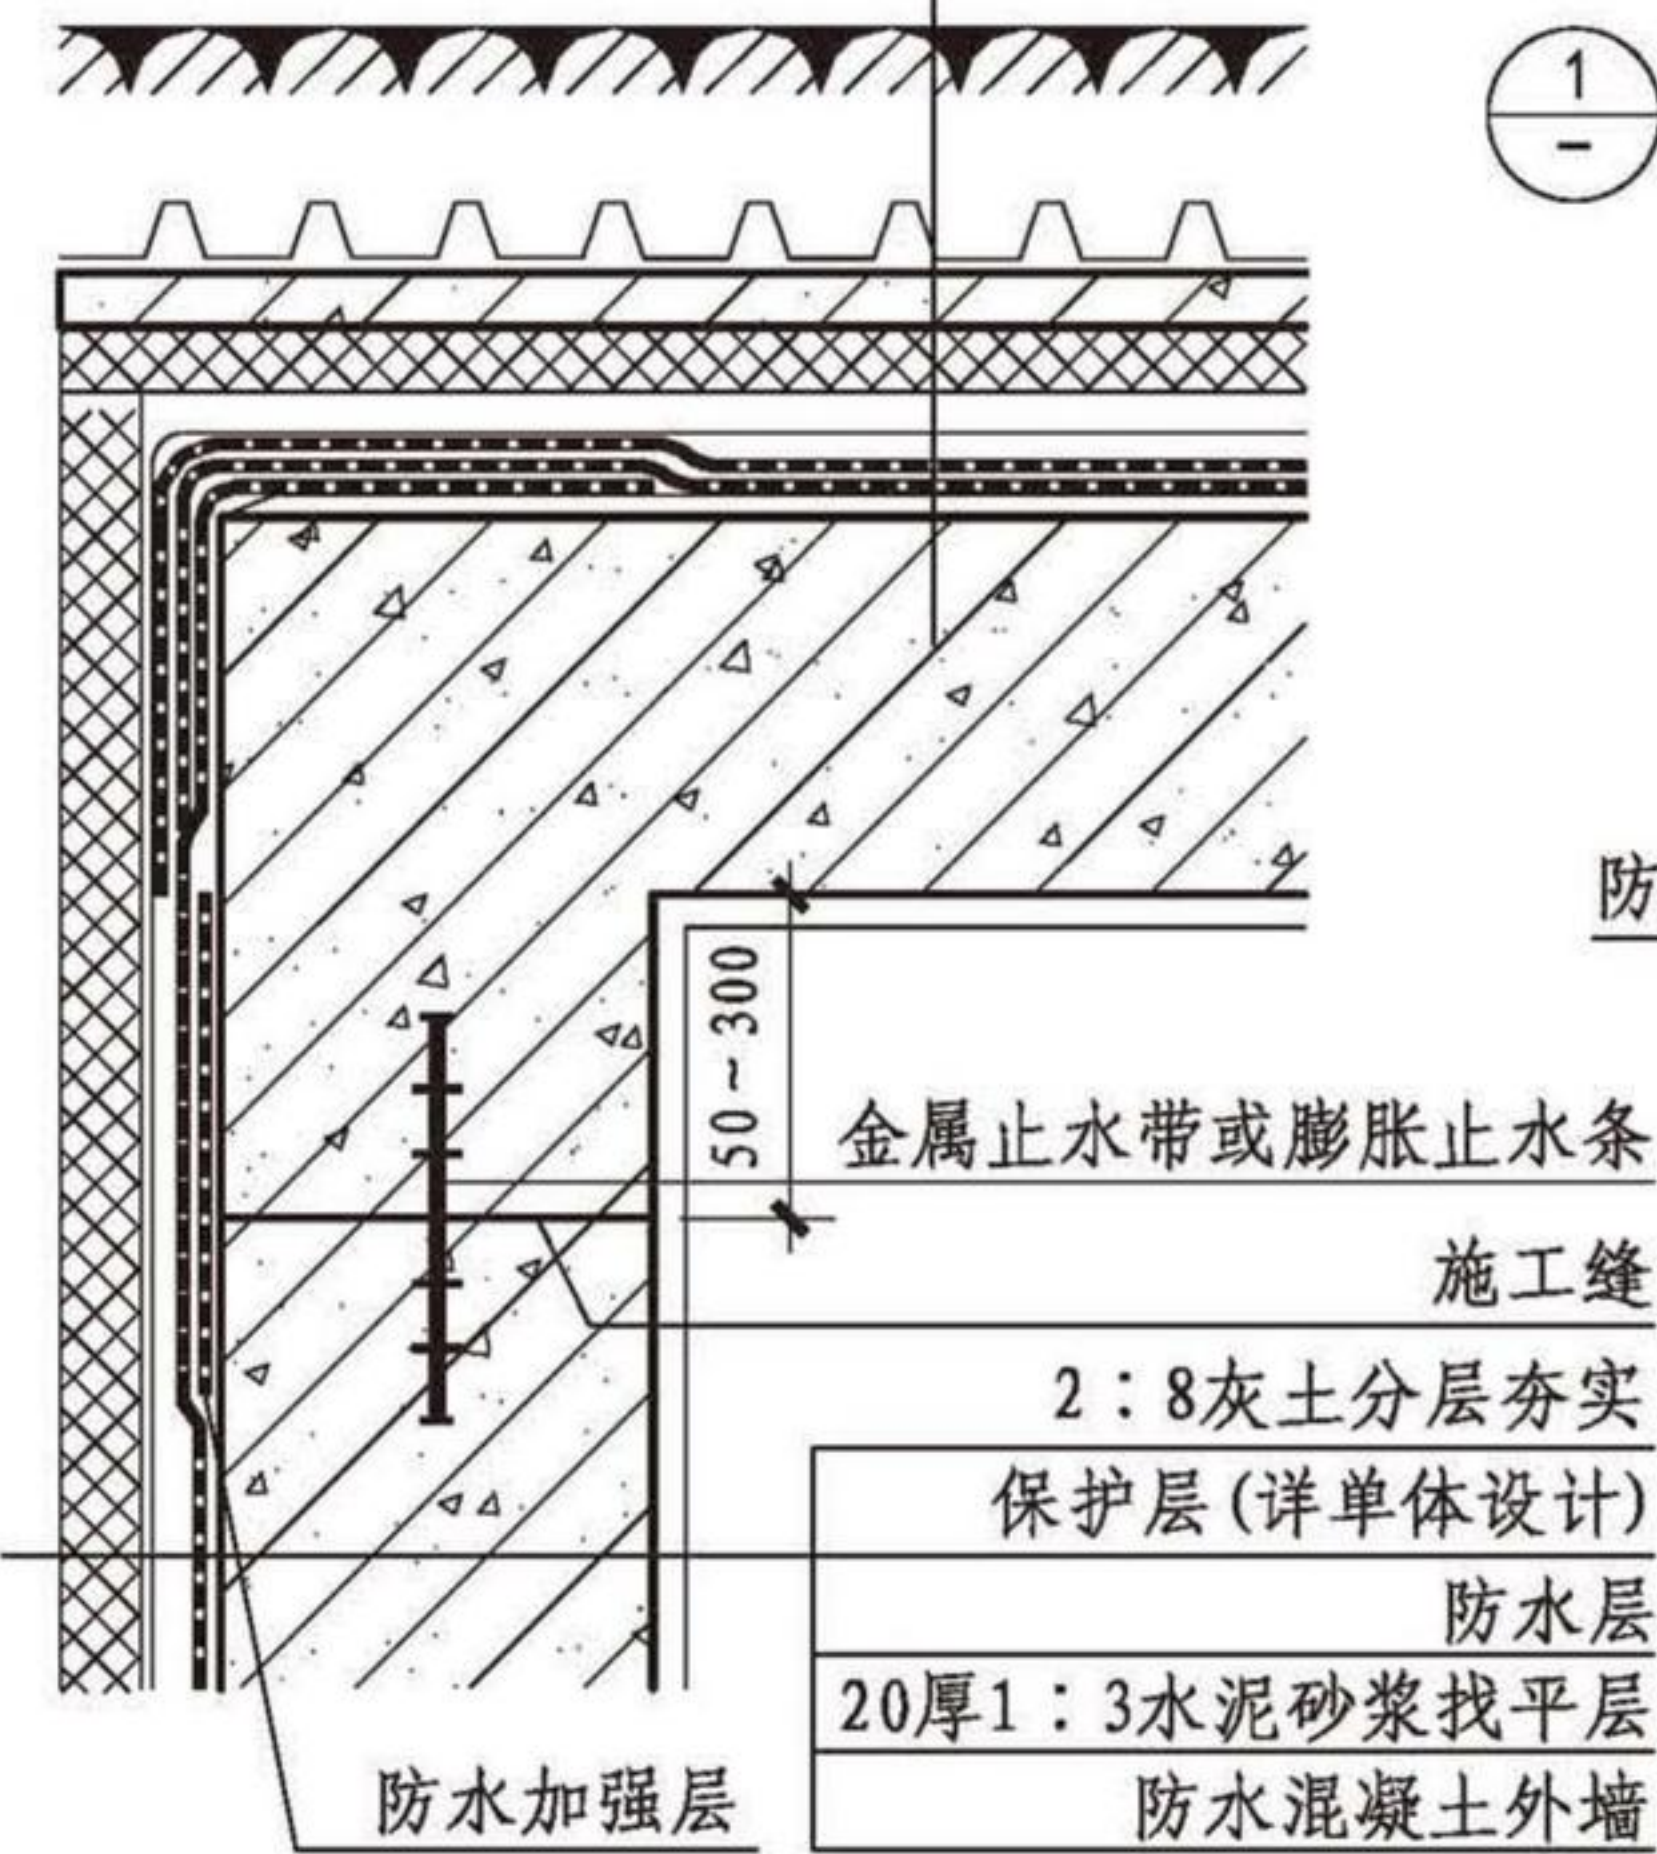 1
-
防
50~300
金属止水带或膨胀止水条
施工缝
2：8灰土分层夯实
保护层(详单体设计)
防水层
20厚1：3水泥砂浆找平层
防水混凝土外墙
防水加强层